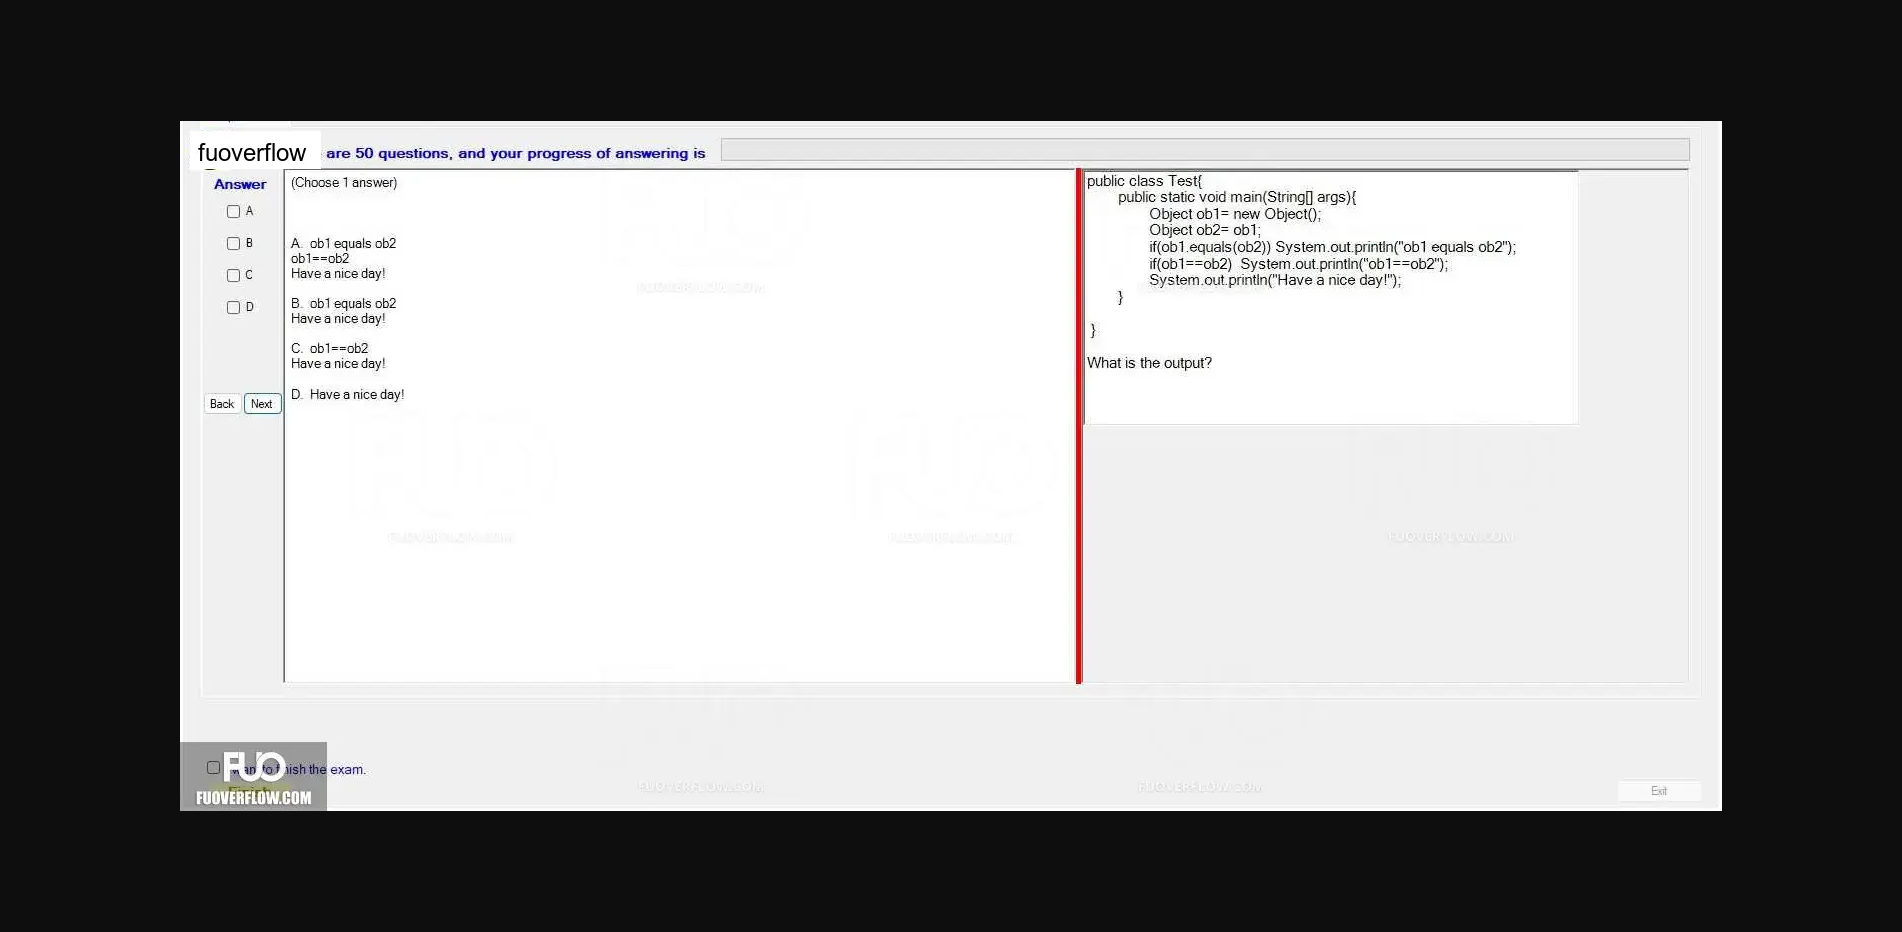 fuoverflow
are 50 questions, and your progress of answering is
Answer
A
B
C
D
Back
Next
(Choose 1 answer)
A. ob1 equals ob2
ob1==ob2
Have a nice day!
B. ob1 equals ob2
Have a nice day!
C. ob1==ob2
Have a nice day!
D. Have a nice day!
public class Test{
public static void main(String[] args){
Object ob1= new Object();
Object ob2= ob1;
if(ob1.equals(ob2)) System.out.println("ob1 equals ob2");
if(ob1==ob2) System.out.println("ob1==ob2");
System.out.println("Have a nice day!");
}
}
What is the output?
FUOVERFLOW.COM
FUOVERFLOW.COM
FUOVERFLOW.COM
FUOVERFLOW.COM
FUOVERFLOW.COM
FUOVERFLOW.COM
FUO
the exam.
FUOVERFLOW.COM
Exit